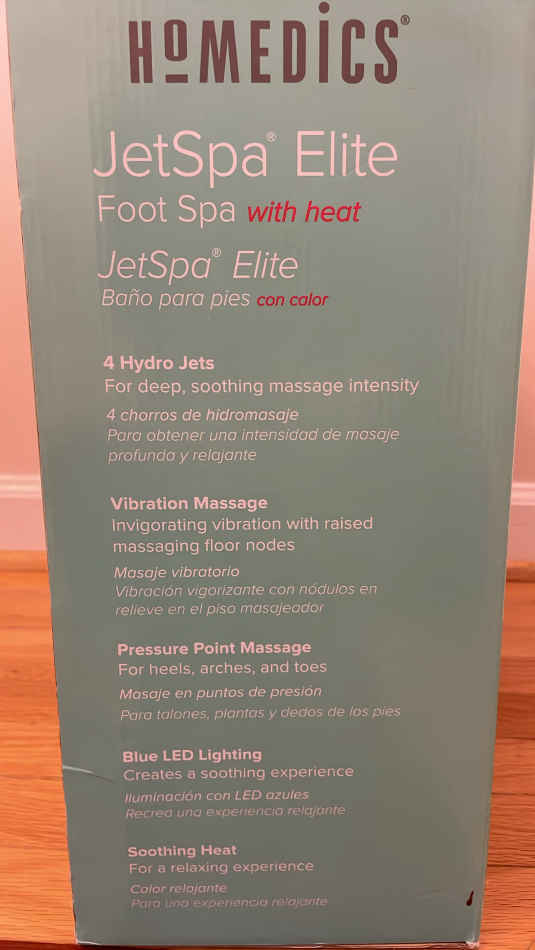 HoMEDiCS®
JetSpa® Elite
Foot Spa with heat
JetSpa® Elite
Baño para pies con calor
4 Hydro Jets
For deep, soothing massage intensity
4 chorros de hidromasaje
Para obtener una intensidad de masaje
profunda y relajante
Vibration Massage
Invigorating vibration with raised
massaging floor nodes
Masaje vibratorio
Vibración vigorizante con nódulos en
relieve en el piso masajeador
Pressure Point Massage
For heels, arches, and toes
Masaje en puntos de presión
Para talones, plantas y dedos de los pies
Blue LED Lighting
Creates a soothing experience
Iluminación con LED azules
Recrea una experiencia relajante
Soothing Heat
For a relaxing experience
Calor relajante
Para una experiencia relajante